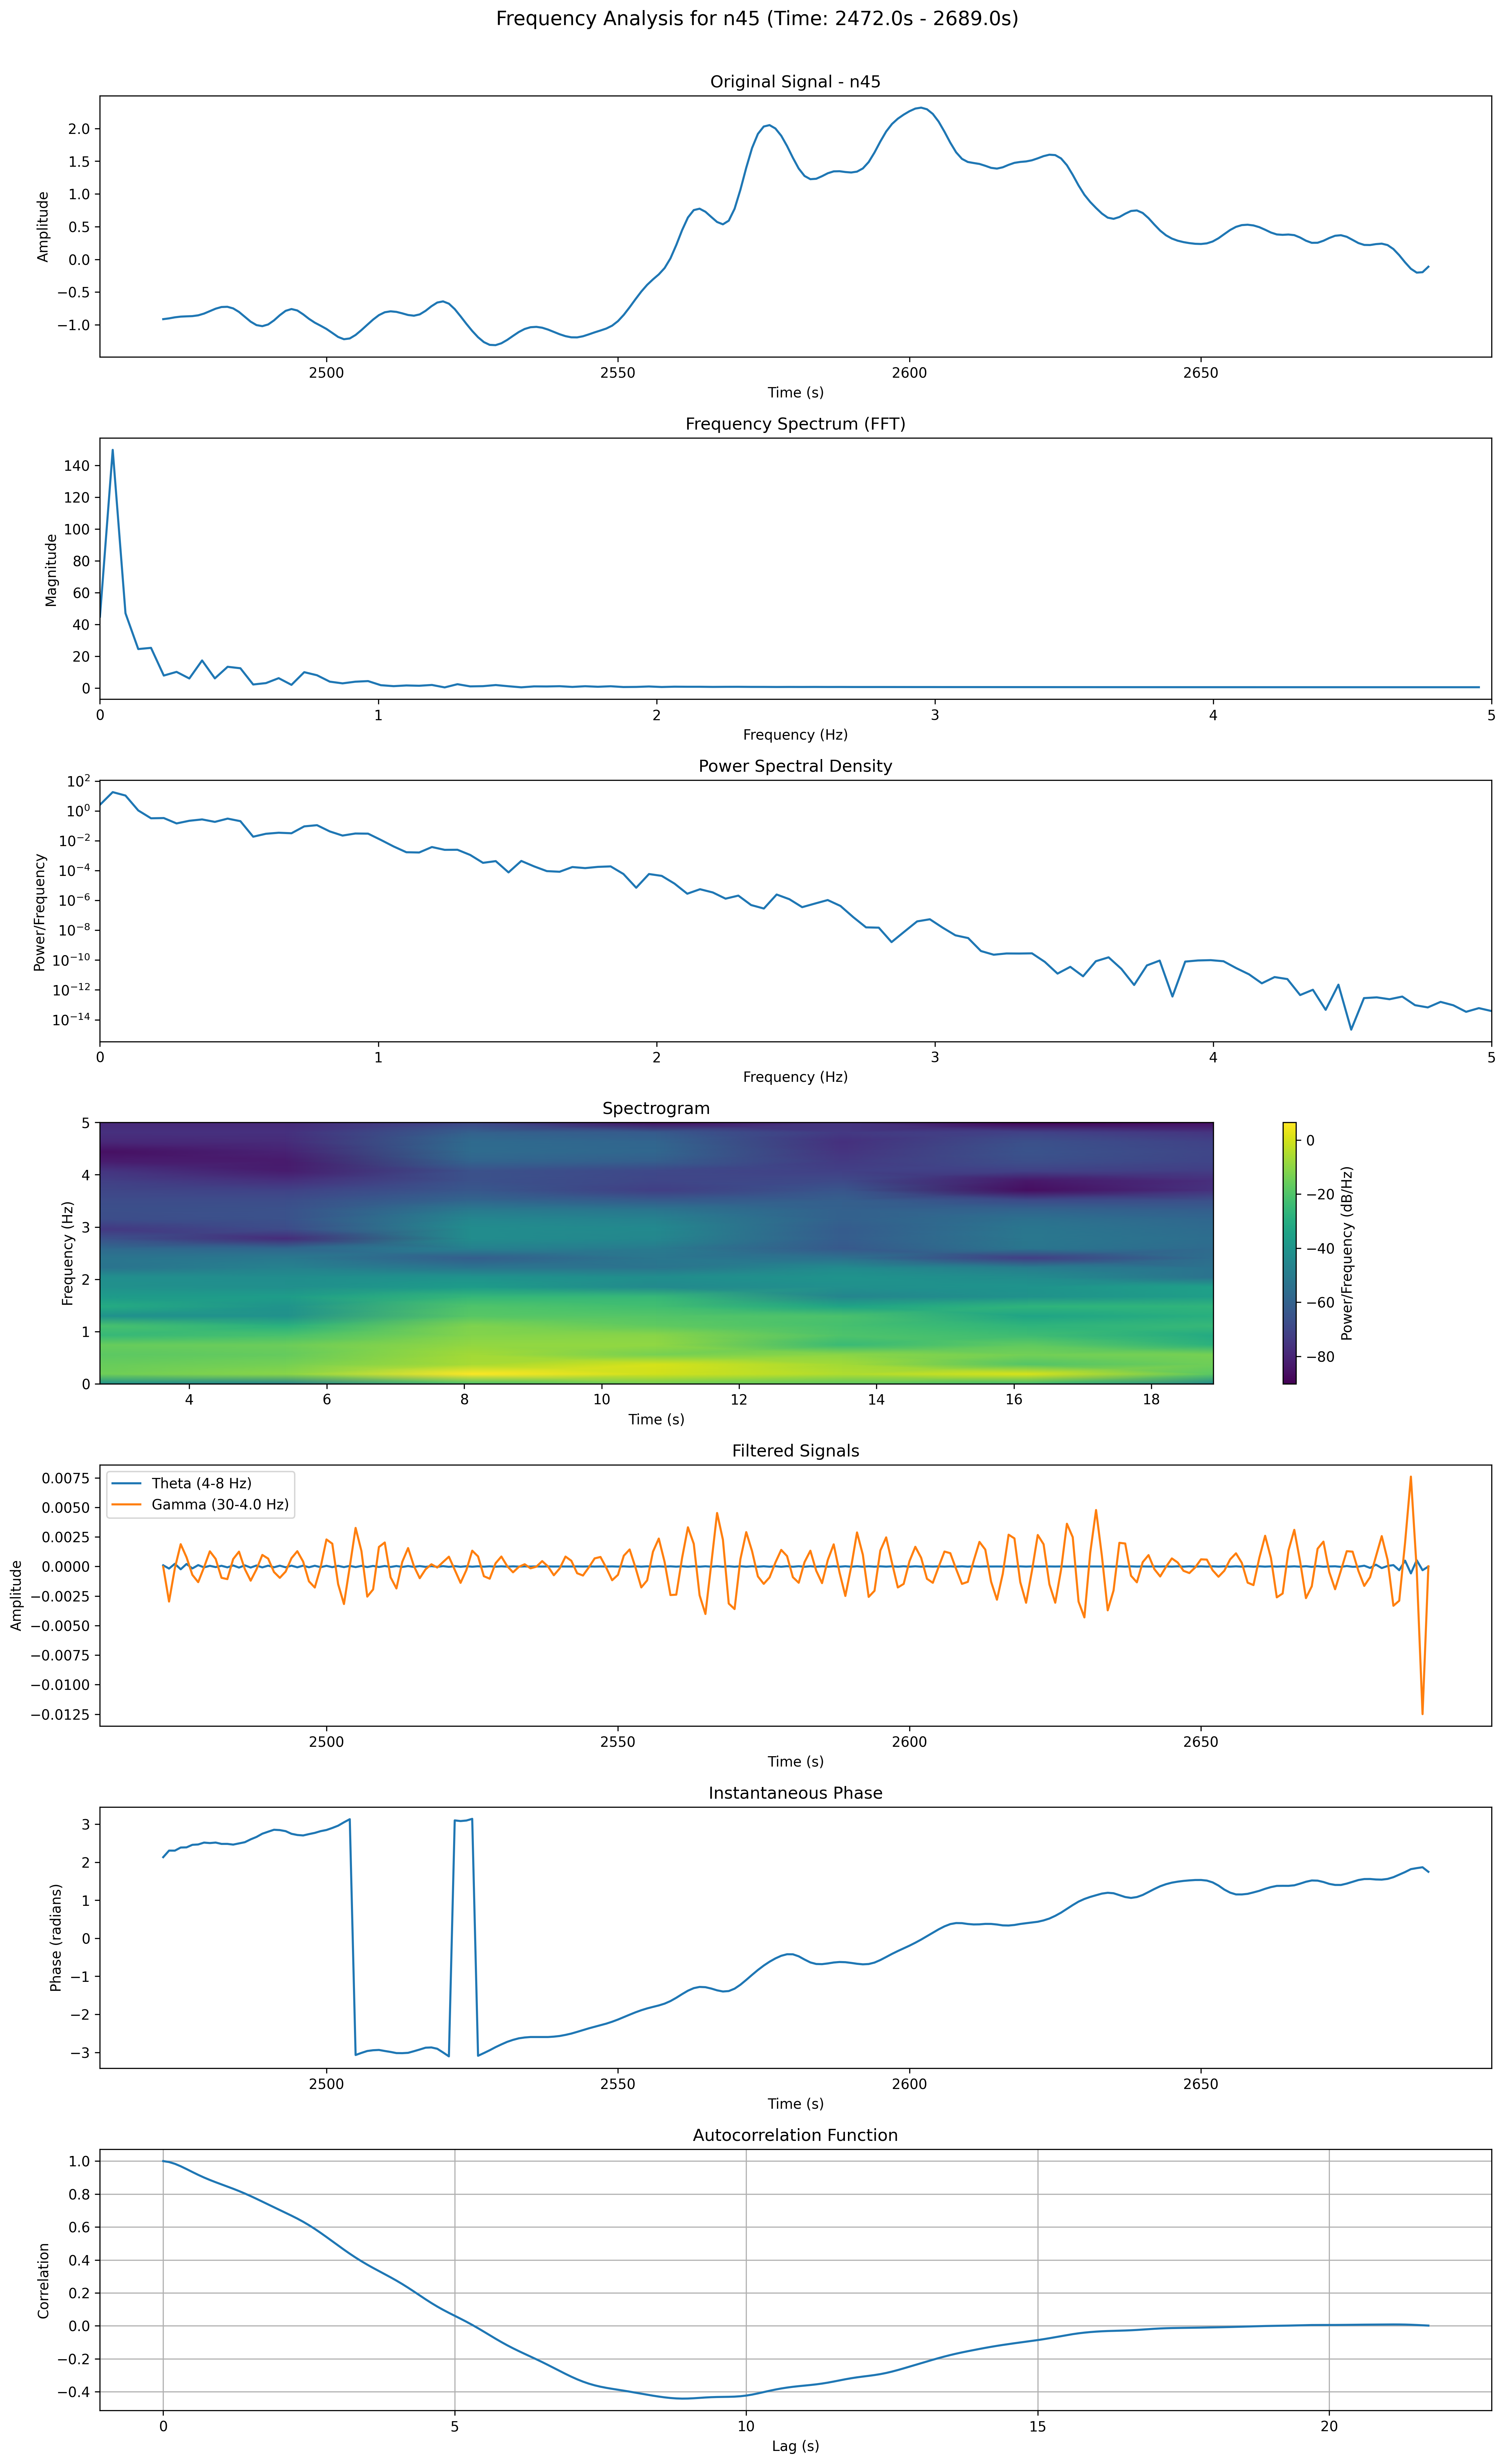 Frequency Analysis for n45 (Time: 2472.0s - 2689.0s)
Original Signal - n45
Amplitude
2.0
1.5
1.0
0.5
0.0
−0.5
−1.0
2500 2550 2600 2650
Time (s)
Frequency Spectrum (FFT)
Magnitude
140
120
100
80
60
40
20
0
0 1 2 3 4 5
Frequency (Hz)
Power Spectral Density
Power/Frequency
10²
10⁰
10⁻²
10⁻⁴
10⁻⁶
10⁻⁸
10⁻¹⁰
10⁻¹²
10⁻¹⁴
0 1 2 3 4 5
Frequency (Hz)
Spectrogram
Frequency (Hz)
5
4
3
2
1
0
4 6 8 10 12 14 16 18
Time (s)
0
−20
−40
−60
−80
Power/Frequency (dB/Hz)
Filtered Signals
Theta (4-8 Hz)
Gamma (30-4.0 Hz)
Amplitude
0.0075
0.0050
0.0025
0.0000
−0.0025
−0.0050
−0.0075
−0.0100
−0.0125
2500 2550 2600 2650
Time (s)
Instantaneous Phase
Phase (radians)
3
2
1
0
−1
−2
−3
2500 2550 2600 2650
Time (s)
Autocorrelation Function
Correlation
1.0
0.8
0.6
0.4
0.2
0.0
−0.2
−0.4
0 5 10 15 20
Lag (s)